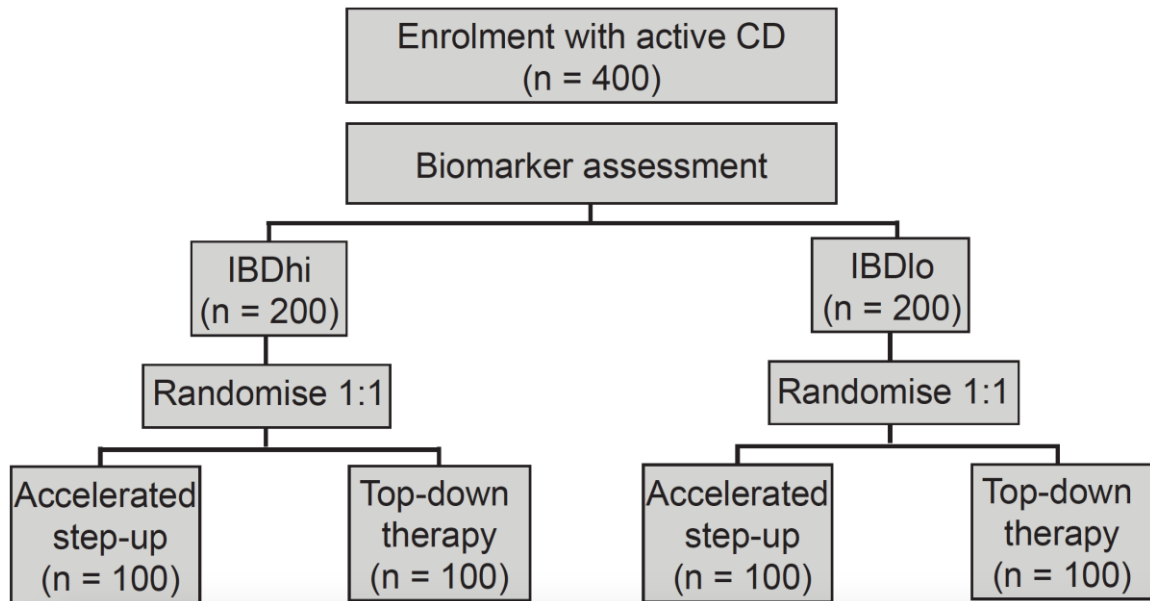 Enrolment with active CD
(n = 400)
Biomarker assessment
IBDhi
(n = 200)
IBDlo
(n = 200)
Randomise 1:1
Randomise 1:1
Accelerated
step-up
(n = 100)
Top-down
therapy
(n = 100)
Accelerated
step-up
(n = 100)
Top-down
therapy
(n = 100)